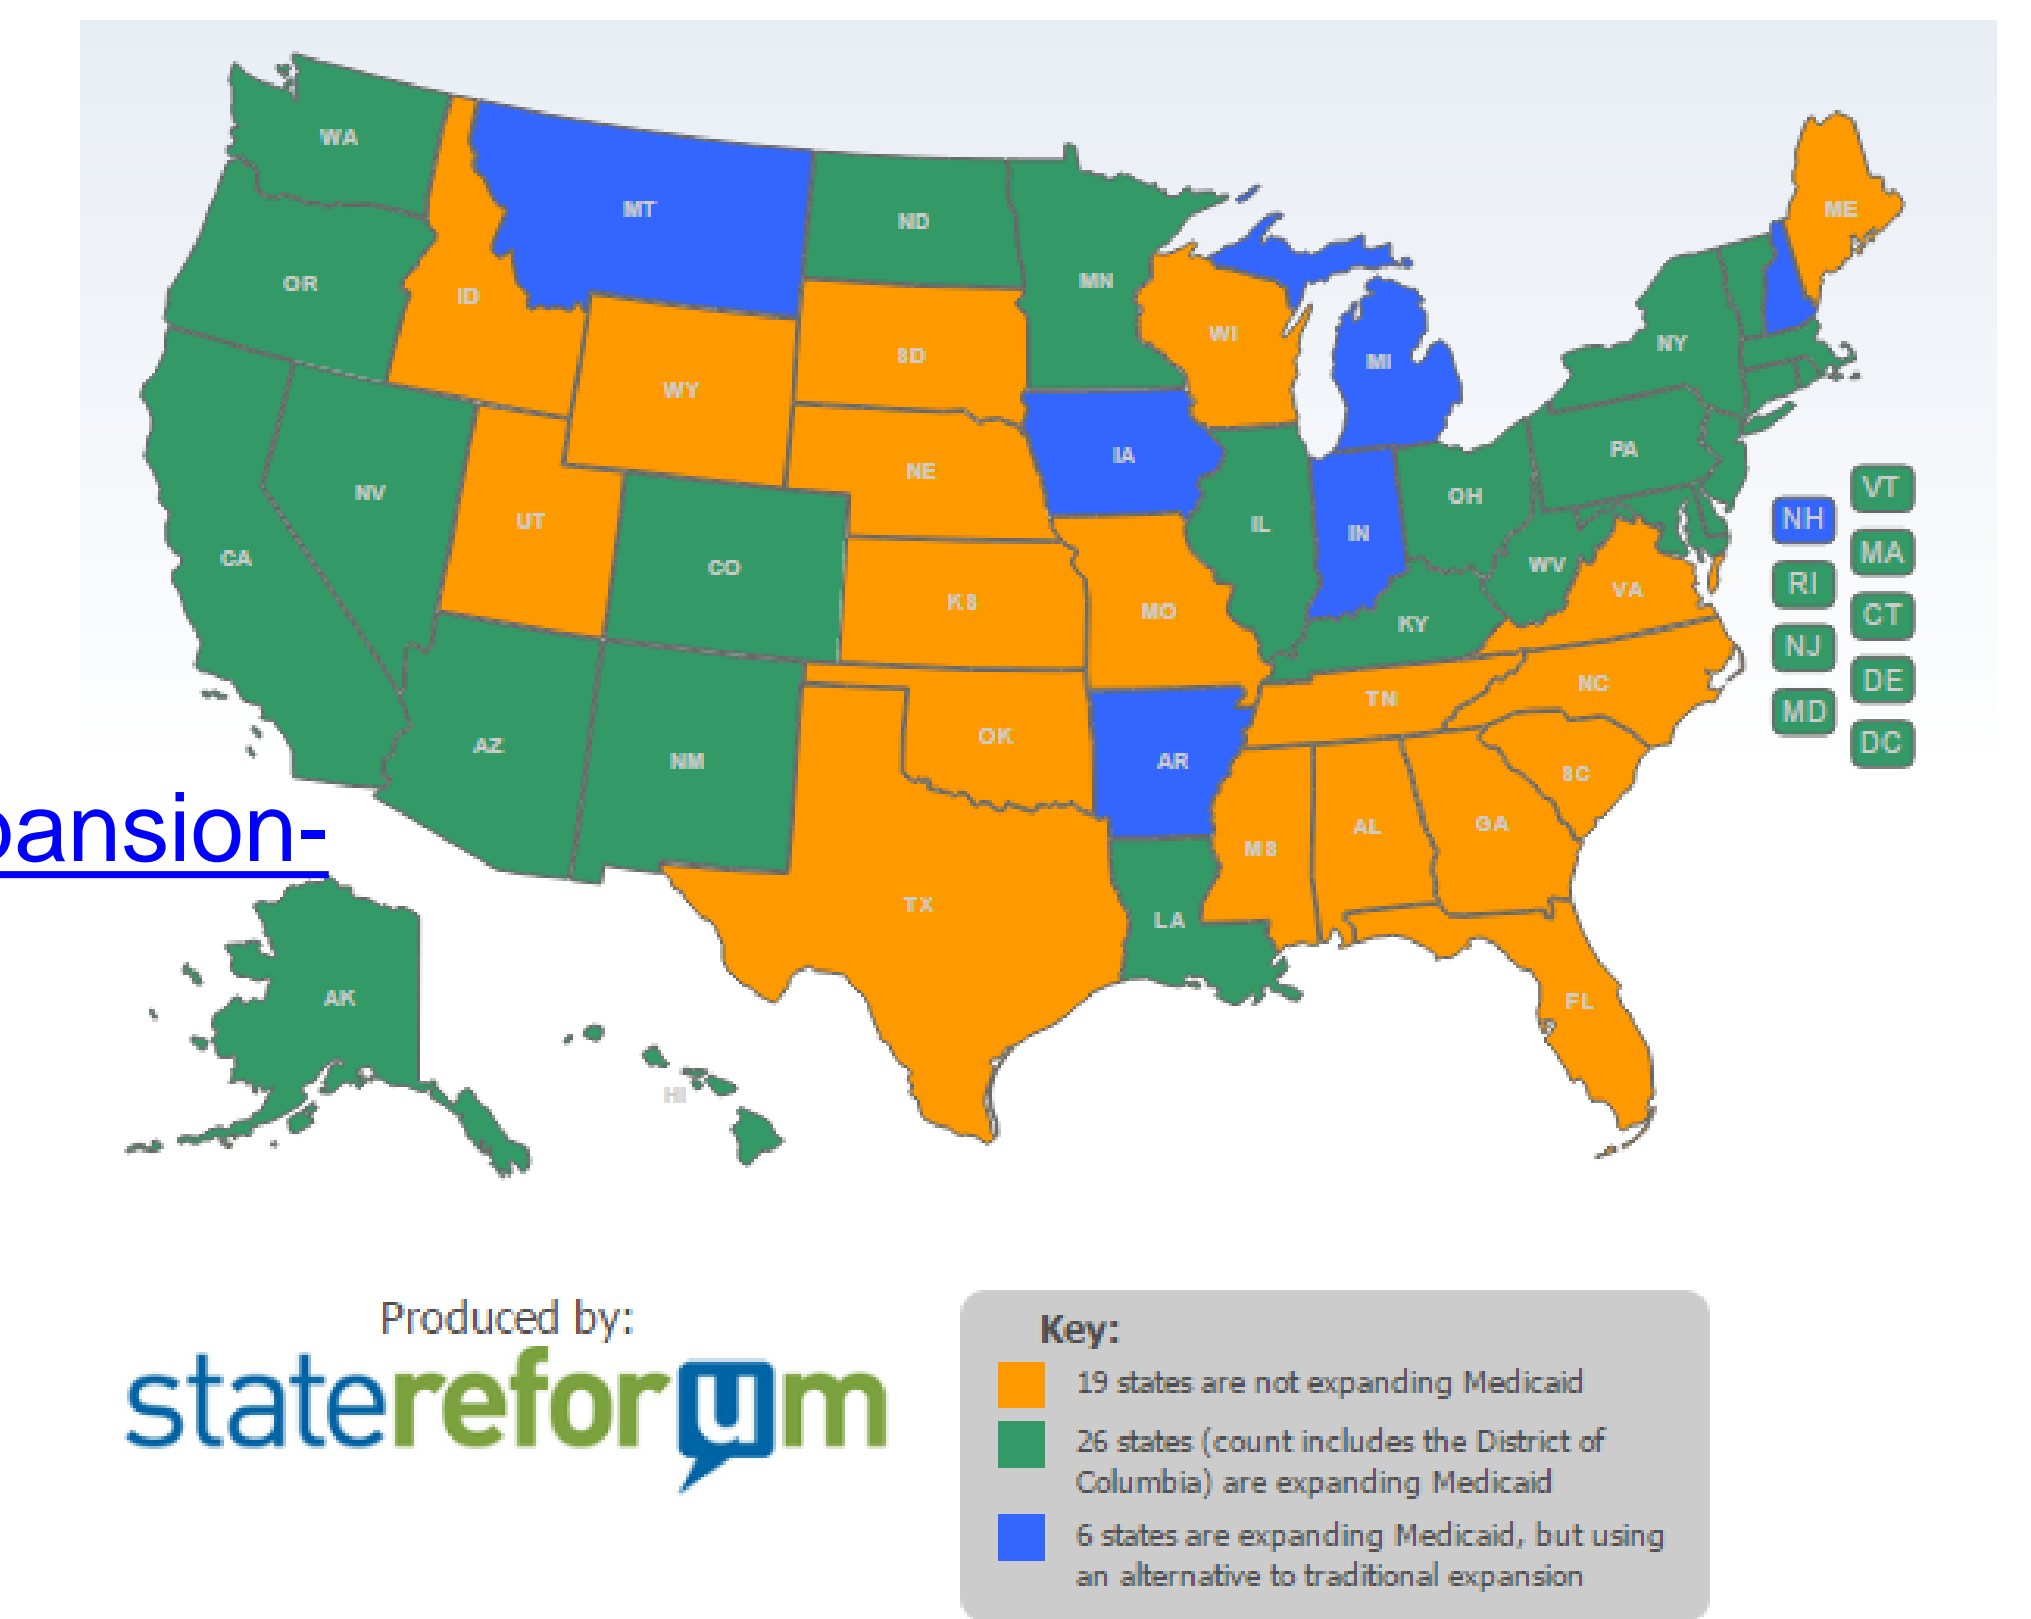 WA
MT
ND
MN
ME
OR
ID
SD
WI
MI
NY
WY
IA
NE
PA
NV
UT
CA
CO
KS
MO
IL
IN
OH
WV
VA
KY
VT
NH
MA
RI
CT
NJ
DE
MD
DC
AZ
NM
OK
AR
TN
NC
SC
MS
AL
GA
TX
LA
FL
pansion-
AK
HI
Produced by:
statereforum
Key:
19 states are not expanding Medicaid
26 states (count includes the District of
Columbia) are expanding Medicaid
6 states are expanding Medicaid, but using
an alternative to traditional expansion